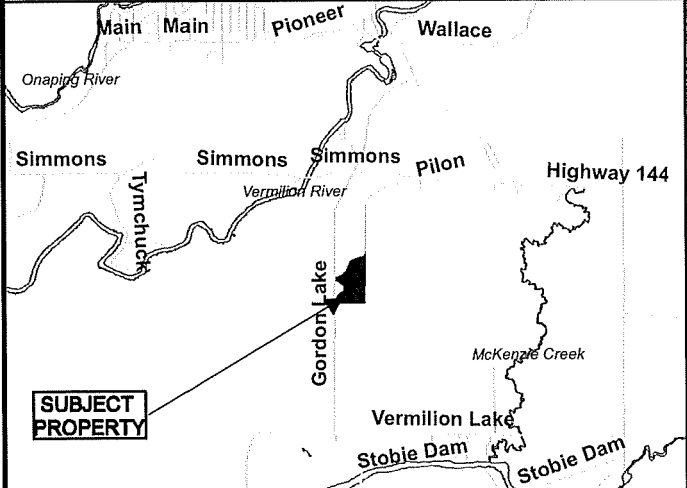 Main Main Pioneer Wallace
Onaping River
Simmons Simmons Simmons Pilon Highway 144
Tymchuck
Vermilion River
Gordon Lake
McKenzie Creek
SUBJECT
PROPERTY
Vermilion Lake
Stobie Dam Stobie Dam